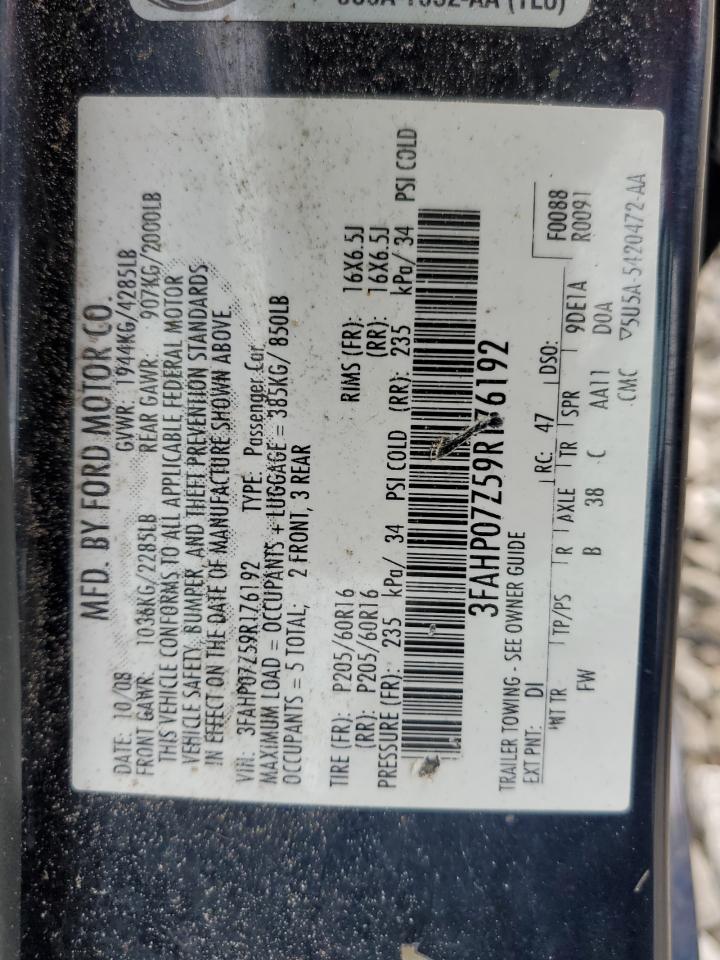 MFD. BY FORD MOTOR CO.
DATE: 10/08 GVWR: 1944KG/4285LB
FRONT GAWR: 1036KG/2285LB REAR GAWR: 907KG/2000LB
THIS VEHICLE CONFORMS TO ALL APPLICABLE FEDERAL MOTOR
VEHICLE SAFETY, BUMPER, AND THEFT PREVENTION STANDARDS
IN EFFECT ON THE DATE OF MANUFACTURE SHOWN ABOVE.
VIN: 3FAHP07Z59R176192 TYPE: Passenger Car
MAXIMUM LOAD = OCCUPANTS + LUGGAGE = 385KG/ 850LB
OCCUPANTS = 5 TOTAL; 2 FRONT, 3 REAR
TIRE (FR): P205/60R16 RIMS (FR): 16X6.5J
(RR): P205/60R16 (RR): 16X6.5J
PRESSURE (FR): 235 kPa/ 34 PSI COLD (RR): 235 kPa/ 34 PSI COLD
3FAHP07Z59R176192
TRAILER TOWING - SEE OWNER GUIDE F0088
EXT PNT: DI RC: 47 DSO: R0091
INT TR TP/PS R AXLE TR SPR 9DE1A
FW B 38 C AA11 D0A
CMC ▽5U5A-5420472-AA